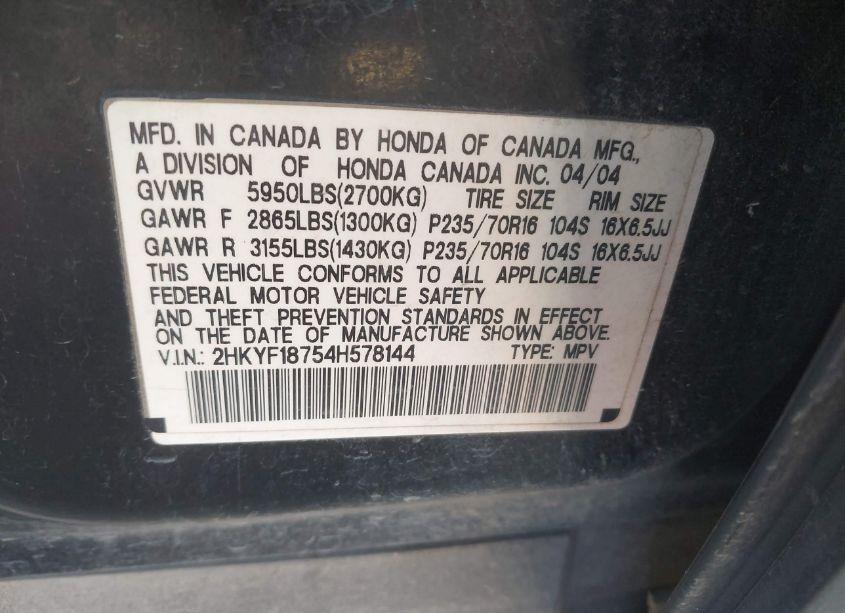 MFD. IN CANADA BY HONDA OF CANADA MFG.,
A DIVISION OF HONDA CANADA INC. 04/04
GVWR 5950LBS(2700KG) TIRE SIZE RIM SIZE
GAWR F 2865LBS(1300KG) P235/70R16 104S 16X6.5JJ
GAWR R 3155LBS(1430KG) P235/70R16 104S 16X6.5JJ
THIS VEHICLE CONFORMS TO ALL APPLICABLE
FEDERAL MOTOR VEHICLE SAFETY
AND THEFT PREVENTION STANDARDS IN EFFECT
ON THE DATE OF MANUFACTURE SHOWN ABOVE.
V.I.N.: 2HKYF18754H578144 TYPE: MPV